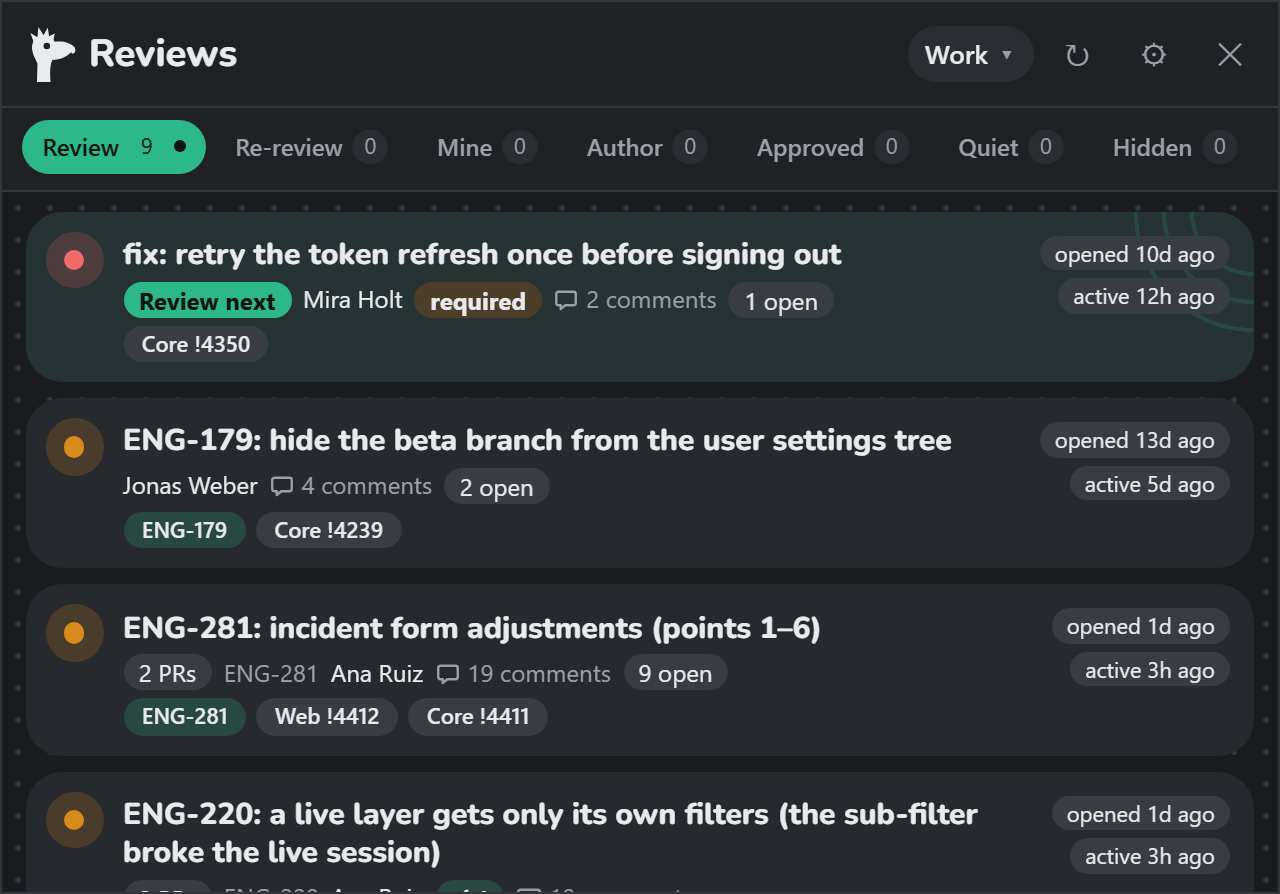 Reviews
Work
Review 9
Re-review 0
Mine 0
Author 0
Approved 0
Quiet 0
Hidden 0
fix: retry the token refresh once before signing out
opened 10d ago
Review next Mira Holt required 2 comments 1 open
active 12h ago
Core !4350
ENG-179: hide the beta branch from the user settings tree
opened 13d ago
Jonas Weber 4 comments 2 open
active 5d ago
ENG-179 Core !4239
ENG-281: incident form adjustments (points 1–6)
opened 1d ago
2 PRs ENG-281 Ana Ruiz 19 comments 9 open
active 3h ago
ENG-281 Web !4412 Core !4411
ENG-220: a live layer gets only its own filters (the sub-filter
broke the live session)
opened 1d ago
active 3h ago